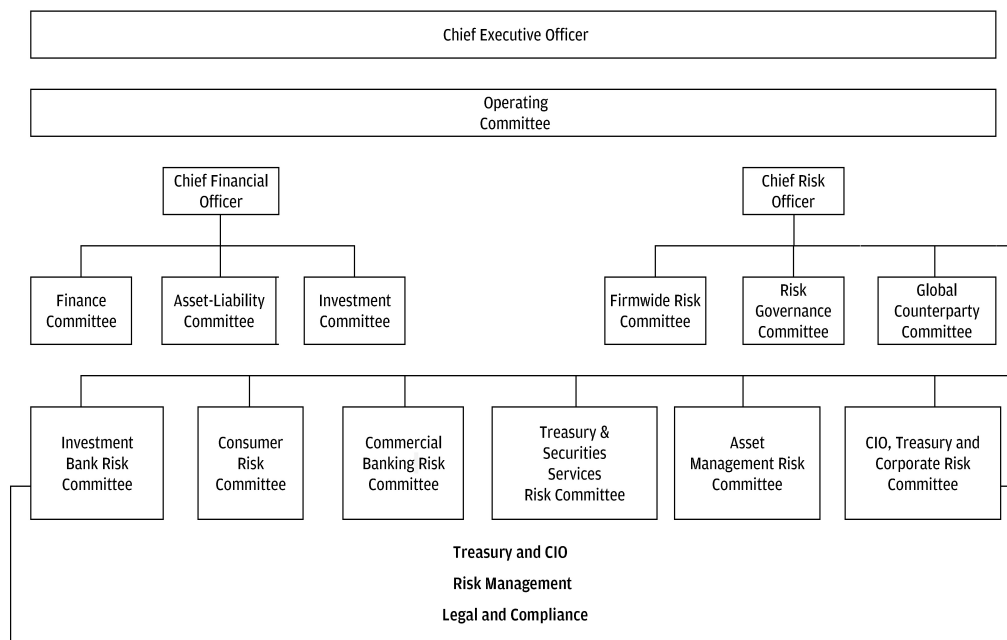 Chief Executive Officer
Operating
Committee
Chief Financial
Officer
Chief Risk
Officer
Finance
Committee
Asset-Liability
Committee
Investment
Committee
Firmwide Risk
Committee
Risk
Governance
Committee
Global
Counterparty
Committee
Investment
Bank Risk
Committee
Consumer
Risk
Committee
Commercial
Banking Risk
Committee
Treasury &
Securities
Services
Risk Committee
Asset
Management Risk
Committee
CIO, Treasury and
Corporate Risk
Committee
Treasury and CIO
Risk Management
Legal and Compliance